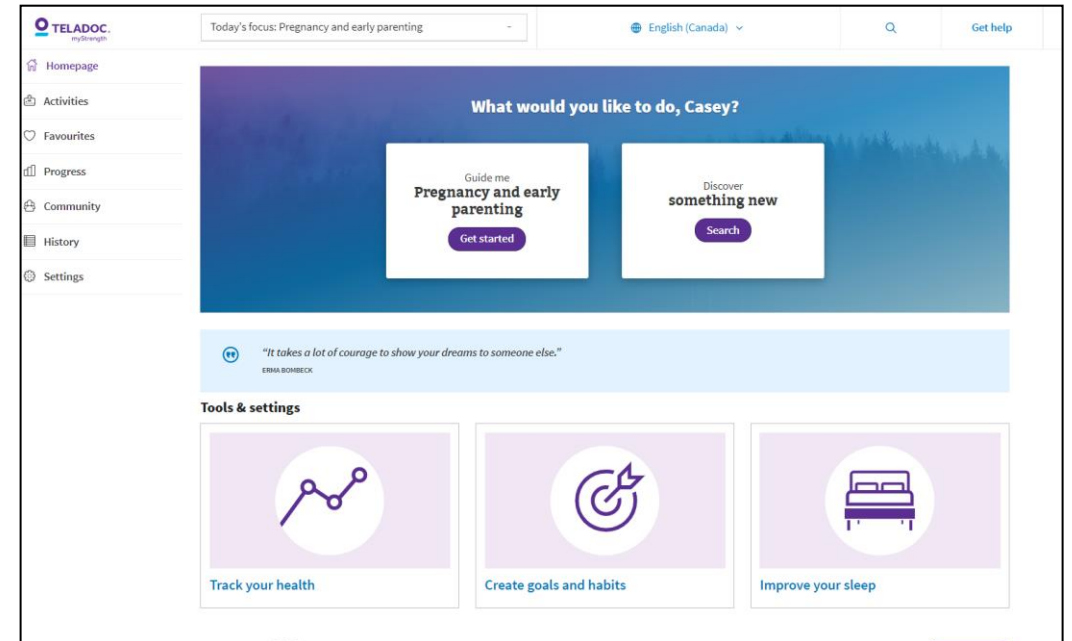 TELADOC.
myStrength
Today's focus: Pregnancy and early parenting
English (Canada)
Get help
Homepage
Activities
Favourites
Progress
Community
History
Settings
What would you like to do, Casey?
Guide me
Pregnancy and early
parenting
Get started
Discover
something new
Search
"It takes a lot of courage to show your dreams to someone else."
ERMA BOMBECK
Tools & settings
Track your health
Create goals and habits
Improve your sleep